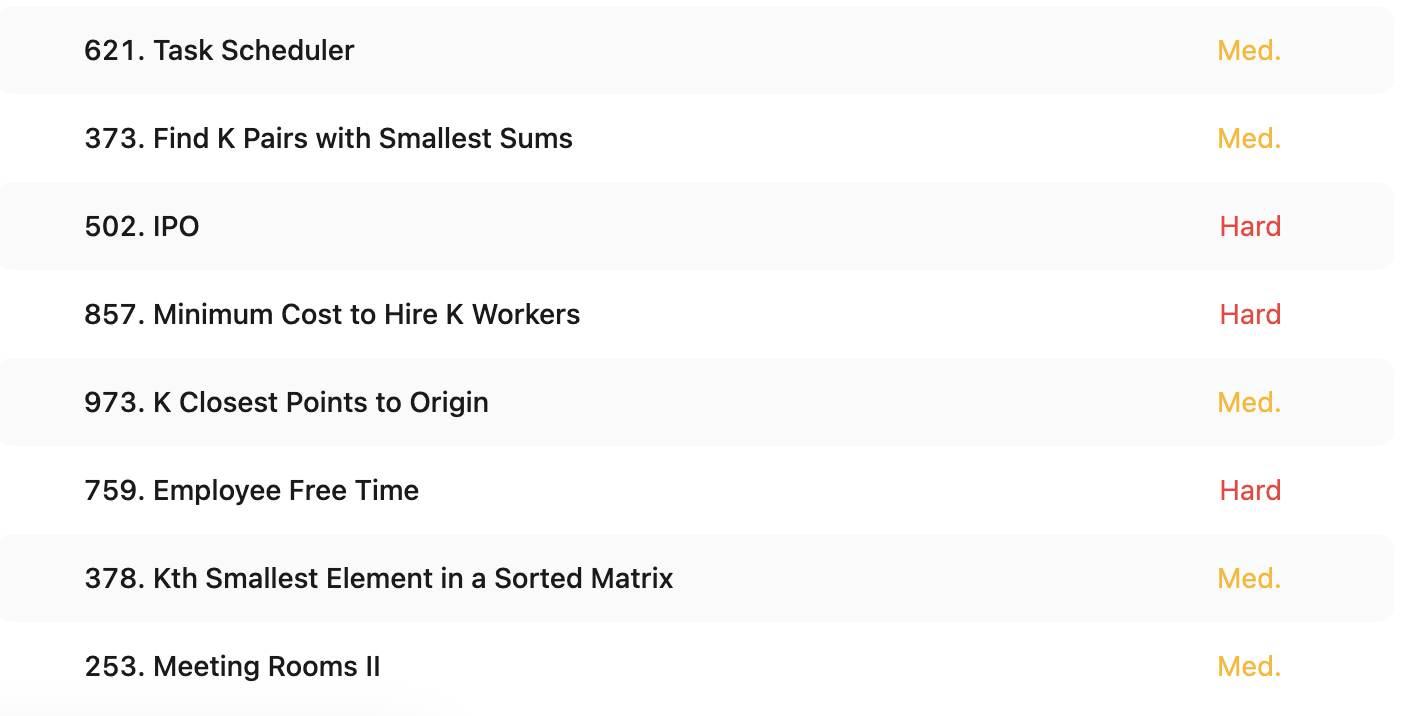 621. Task Scheduler Med.
373. Find K Pairs with Smallest Sums Med.
502. IPO Hard
857. Minimum Cost to Hire K Workers Hard
973. K Closest Points to Origin Med.
759. Employee Free Time Hard
378. Kth Smallest Element in a Sorted Matrix Med.
253. Meeting Rooms II Med.